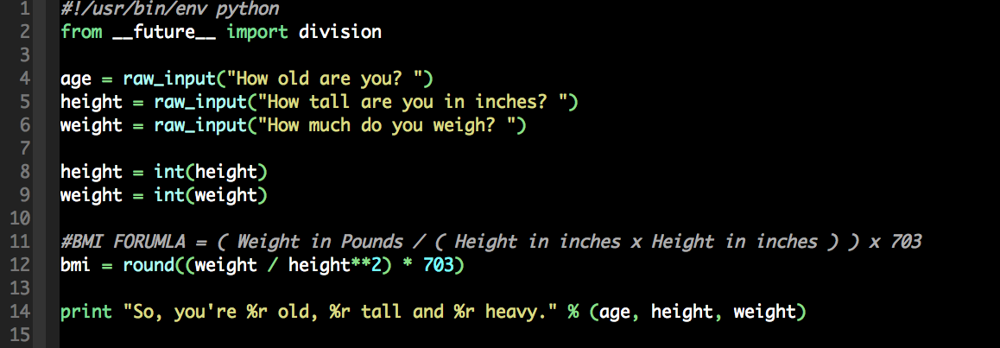 1 #!/usr/bin/env python
2 from __future__ import division
3
4 age = raw_input("How old are you? ")
5 height = raw_input("How tall are you in inches? ")
6 weight = raw_input("How much do you weigh? ")
7
8 height = int(height)
9 weight = int(weight)
10
11 #BMI FORUMLA = ( Weight in Pounds / ( Height in inches x Height in inches ) ) x 703
12 bmi = round((weight / height**2) * 703)
13
14 print "So, you're %r old, %r tall and %r heavy." % (age, height, weight)
15